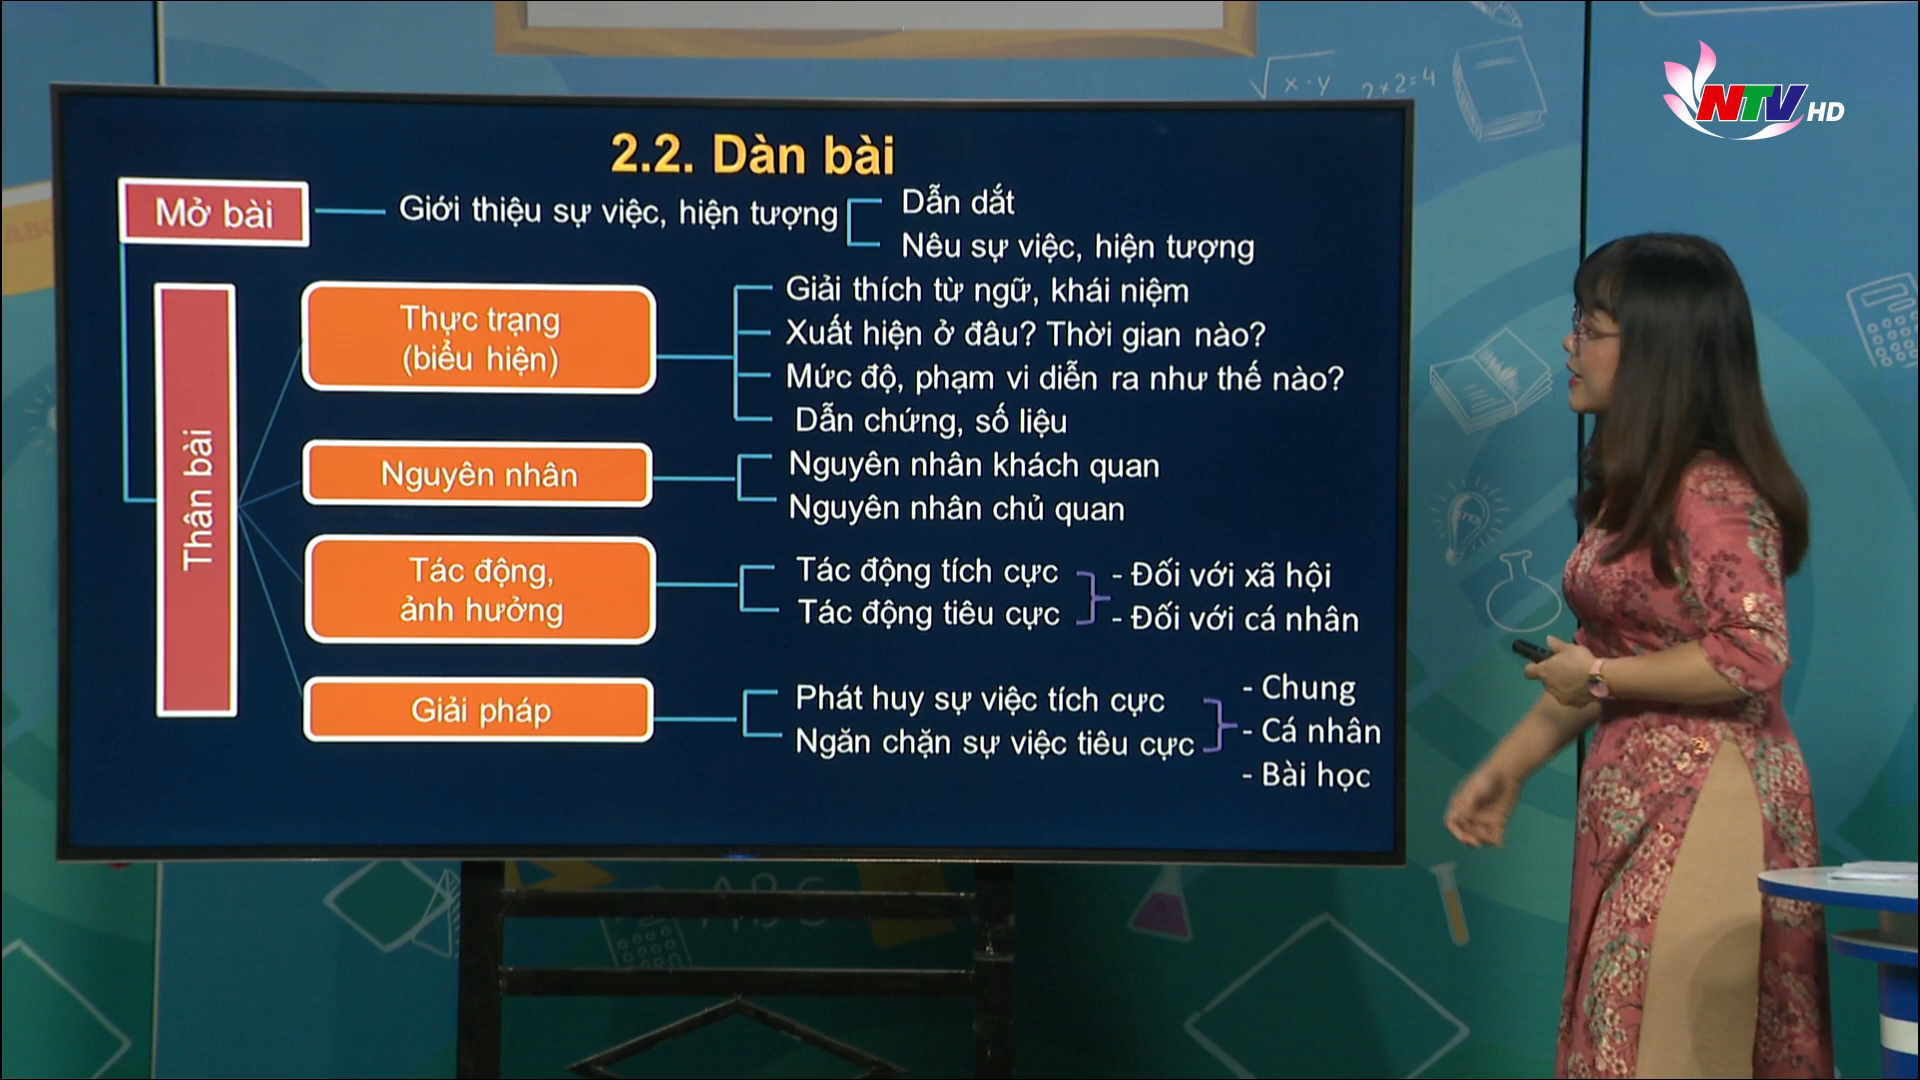 NTV HD
x·y
2×2=4
2.2. Dàn bài
Mở bài
Giới thiệu sự việc, hiện tượng
Dẫn dắt
Nêu sự việc, hiện tượng
Thân bài
Thực trạng
(biểu hiện)
Giải thích từ ngữ, khái niệm
Xuất hiện ở đâu? Thời gian nào?
Mức độ, phạm vi diễn ra như thế nào?
Dẫn chứng, số liệu
Nguyên nhân
Nguyên nhân khách quan
Nguyên nhân chủ quan
Tác động,
ảnh hưởng
Tác động tích cực
Tác động tiêu cực
- Đối với xã hội
- Đối với cá nhân
Giải pháp
Phát huy sự việc tích cực
Ngăn chặn sự việc tiêu cực
- Chung
- Cá nhân
- Bài học
ABC
ABC